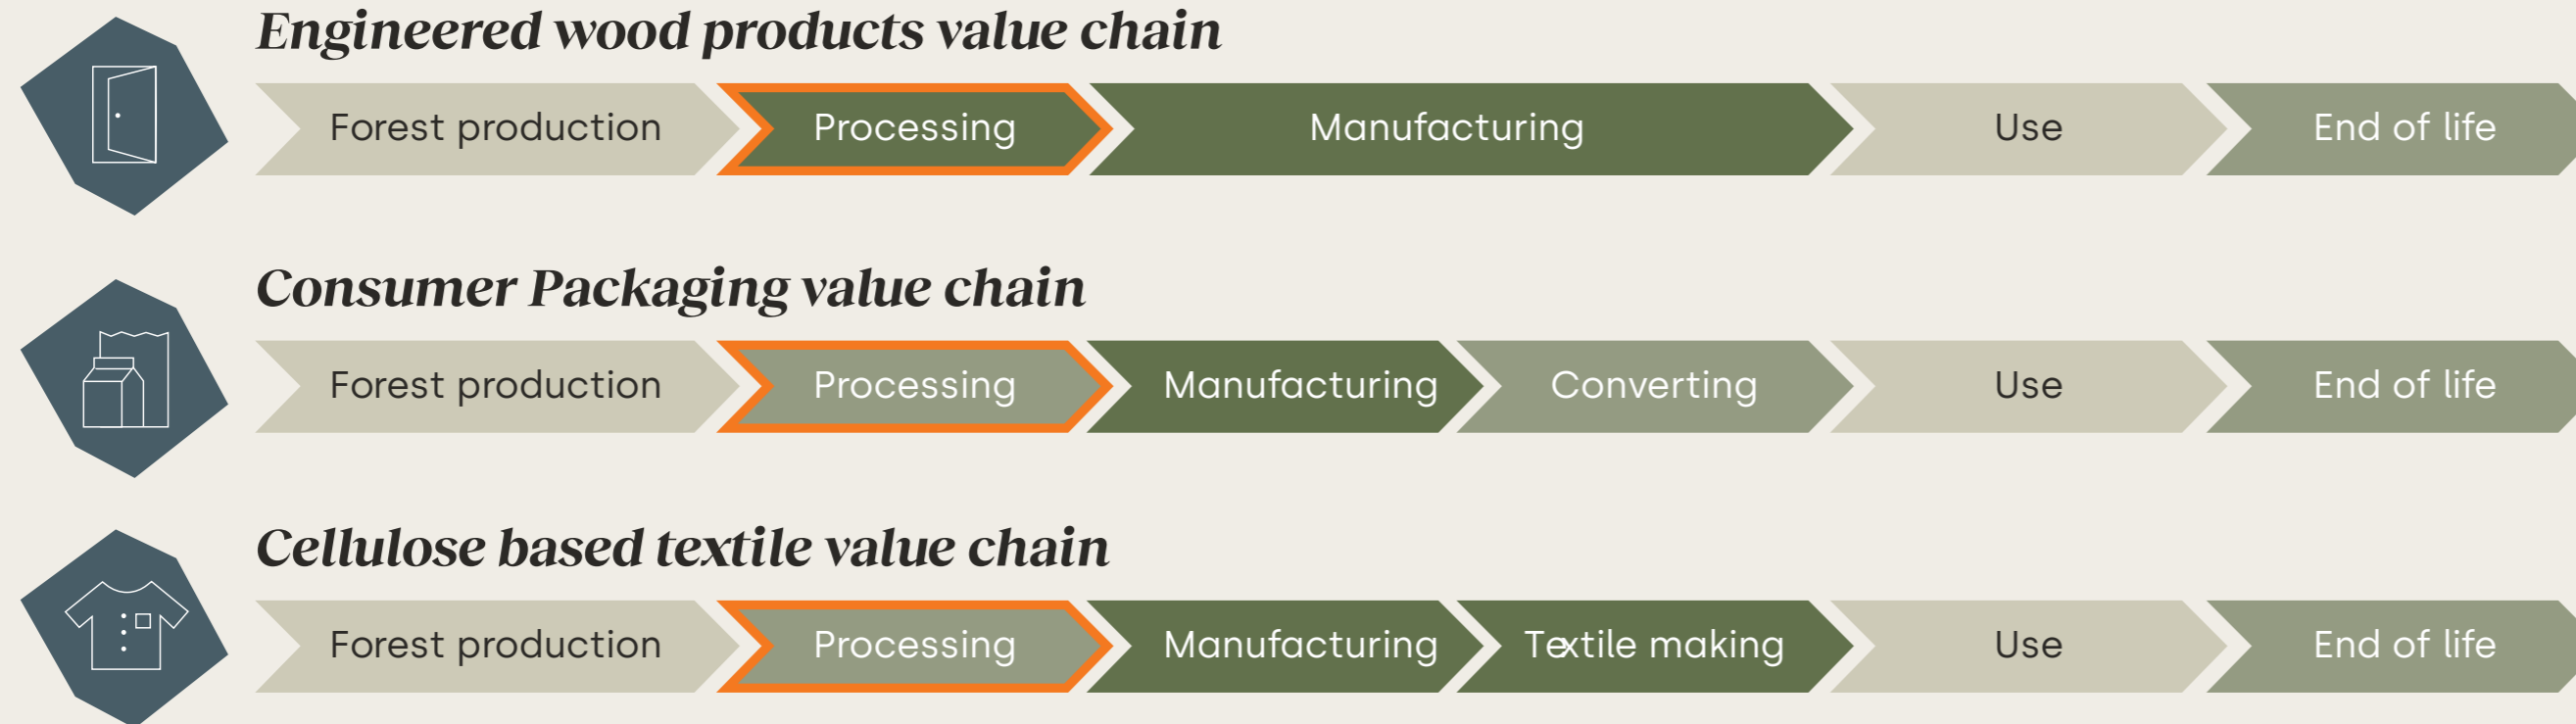 Engineered wood products value chain
Forest production Processing Manufacturing Use End of life
Consumer Packaging value chain
Forest production Processing Manufacturing Converting Use End of life
Cellulose based textile value chain
Forest production Processing Manufacturing Textile making Use End of life